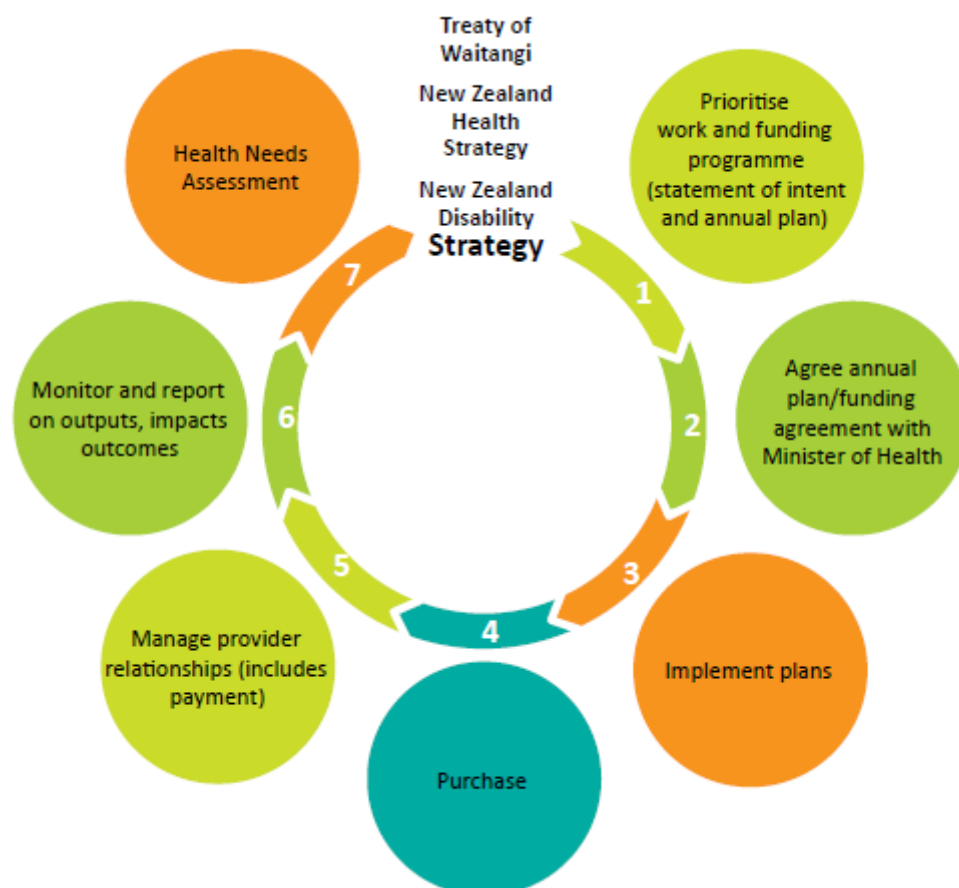 Treaty of
Waitangi
New Zealand
Health
Strategy
New Zealand
Disability
Strategy
1
Prioritise
work and funding
programme
(statement of intent
and annual plan)
2
Agree annual
plan/funding
agreement with
Minister of Health
3
Implement plans
4
Purchase
5
Manage provider
relationships (includes
payment)
6
Monitor and report
on outputs, impacts
outcomes
7
Health Needs
Assessment